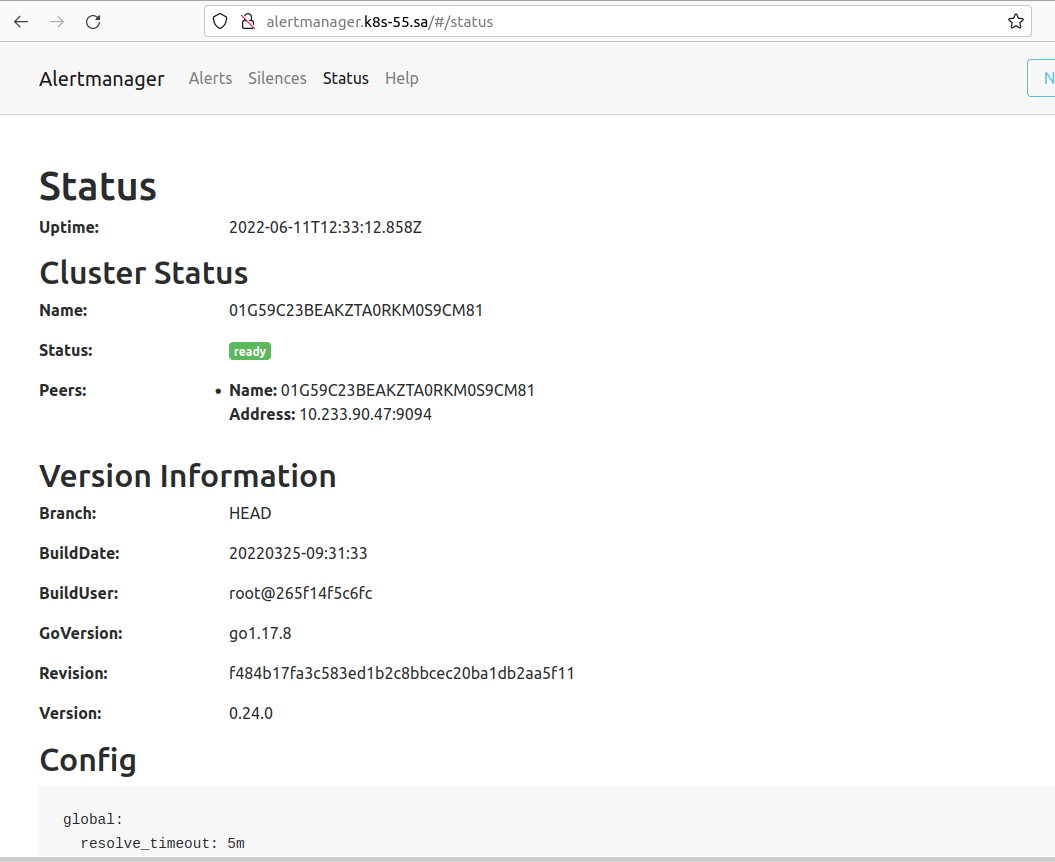 alertmanager.k8s-55.sa/#/status
Alertmanager Alerts Silences Status Help N
Status
Uptime: 2022-06-11T12:33:12.858Z
Cluster Status
Name: 01G59C23BEAKZTA0RKM0S9CM81
Status: ready
Peers: • Name: 01G59C23BEAKZTA0RKM0S9CM81
Address: 10.233.90.47:9094
Version Information
Branch: HEAD
BuildDate: 20220325-09:31:33
BuildUser: root@265f14f5c6fc
GoVersion: go1.17.8
Revision: f484b17fa3c583ed1b2c8bbcec20ba1db2aa5f11
Version: 0.24.0
Config
global:
  resolve_timeout: 5m